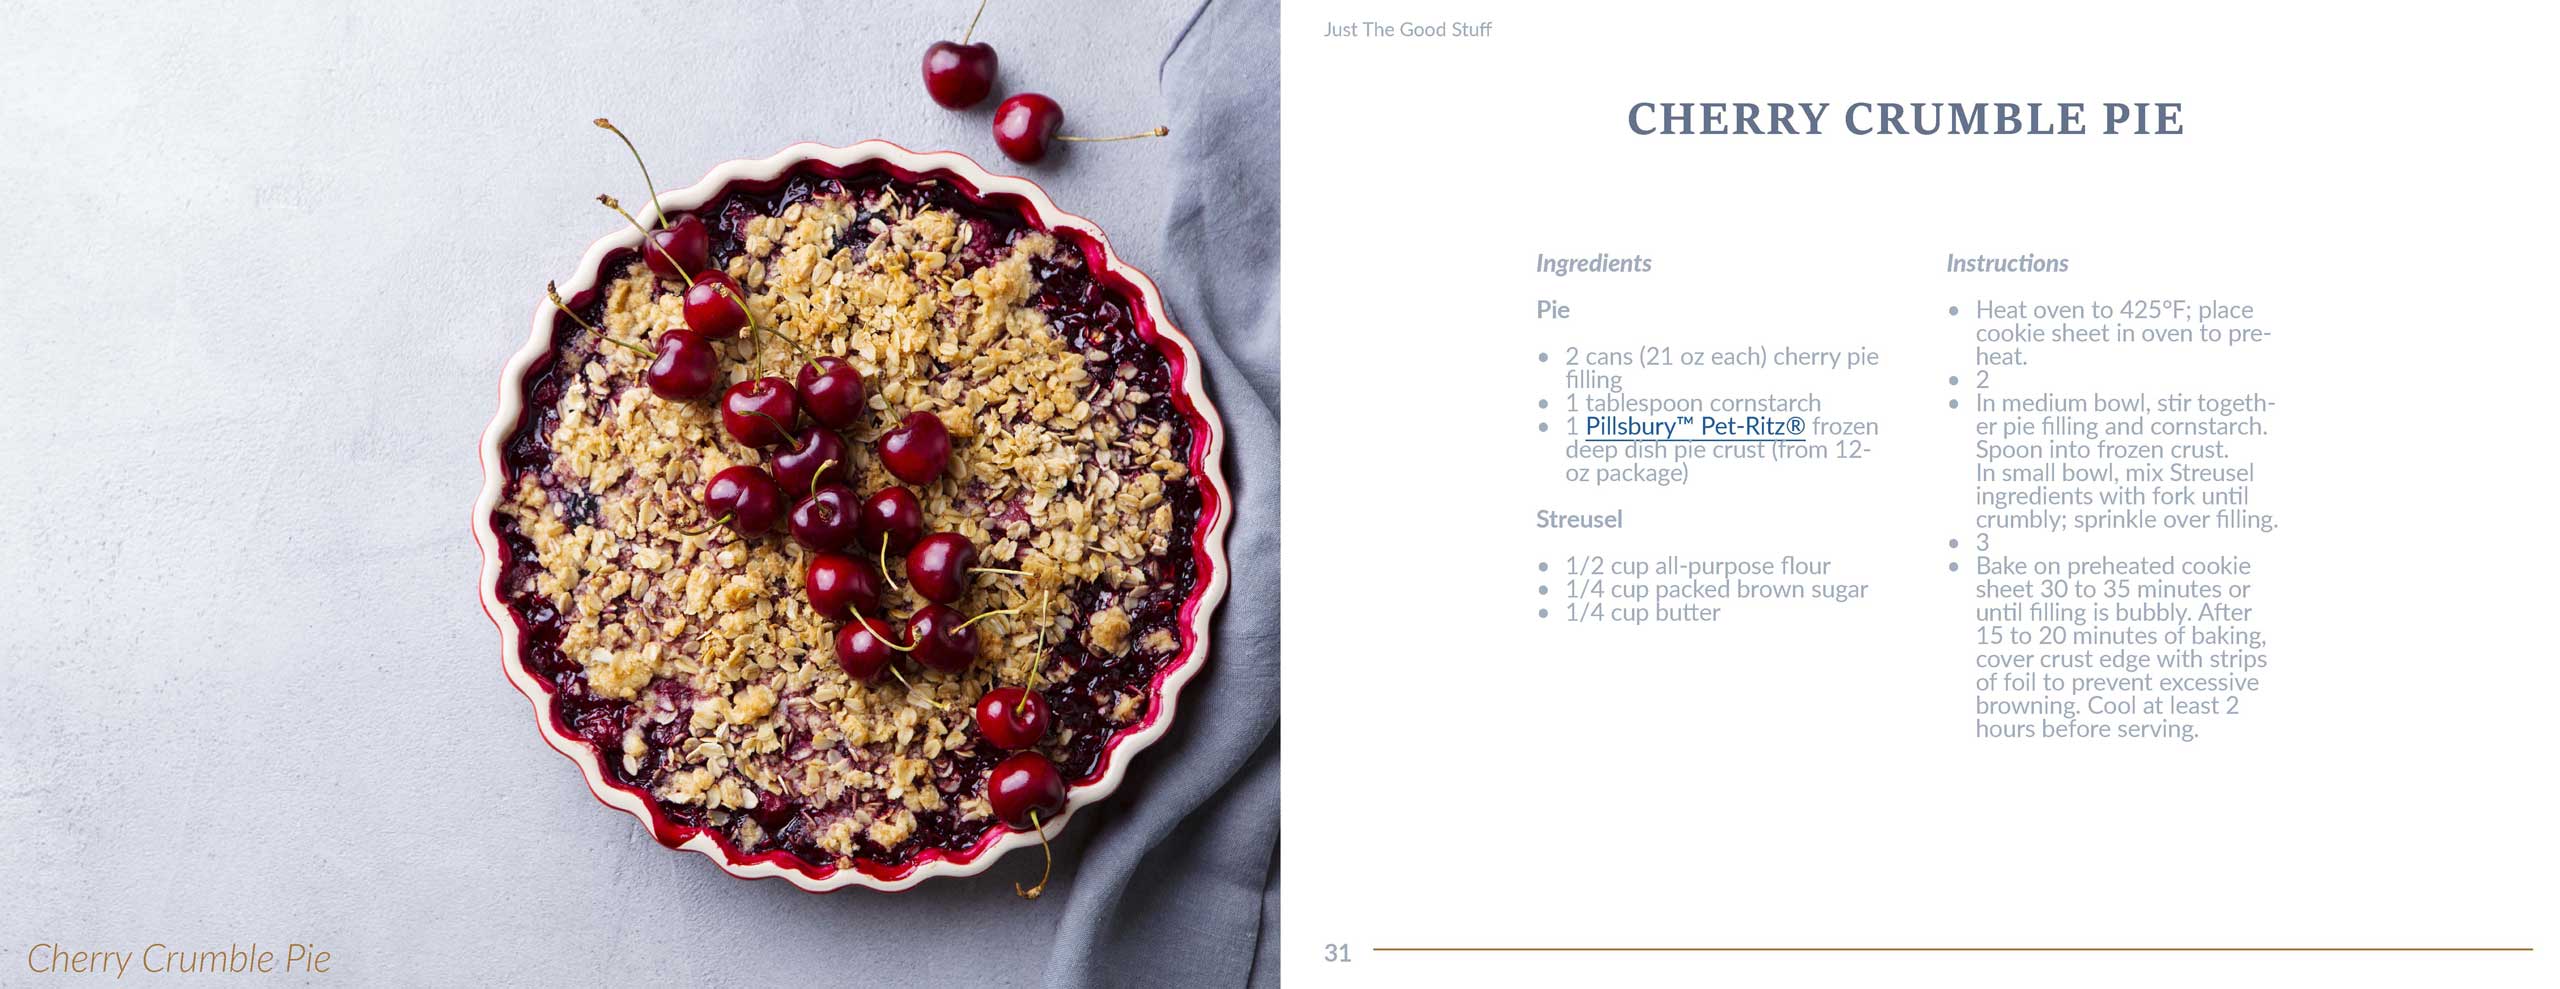 Cherry Crumble Pie
Just The Good Stuff
CHERRY CRUMBLE PIE
Ingredients
Pie
• 2 cans (21 oz each) cherry pie
filling
• 1 tablespoon cornstarch
• 1 Pillsbury™ Pet-Ritz® frozen
deep dish pie crust (from 12-
oz package)
Streusel
• 1/2 cup all-purpose flour
• 1/4 cup packed brown sugar
• 1/4 cup butter
Instructions
• Heat oven to 425°F; place
cookie sheet in oven to pre-
heat.
• 2
• In medium bowl, stir togeth-
er pie filling and cornstarch.
Spoon into frozen crust.
In small bowl, mix Streusel
ingredients with fork until
crumbly; sprinkle over filling.
• 3
• Bake on preheated cookie
sheet 30 to 35 minutes or
until filling is bubbly. After
15 to 20 minutes of baking,
cover crust edge with strips
of foil to prevent excessive
browning. Cool at least 2
hours before serving.
31